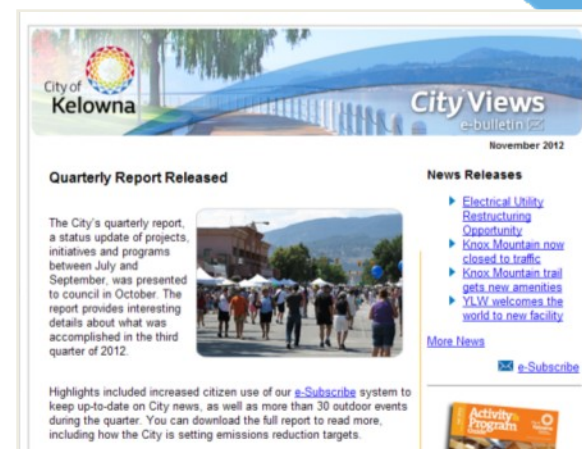 City of
Kelowna
City Views
e-bulletin
November 2012
Quarterly Report Released
The City's quarterly report,
a status update of projects,
initiatives and programs
between July and
September, was presented
to council in October. The
report provides interesting
details about what was
accomplished in the third
quarter of 2012.
Highlights included increased citizen use of our e-Subscribe system to
keep up-to-date on City news, as well as more than 30 outdoor events
during the quarter. You can download the full report to read more,
including how the City is setting emissions reduction targets.
News Releases
Electrical Utility
Restructuring
Opportunity
Knox Mountain now
closed to traffic
Knox Mountain trail
gets new amenities
YLW welcomes the
world to new facility
More News
e-Subscribe
Activity &
Program
Guide